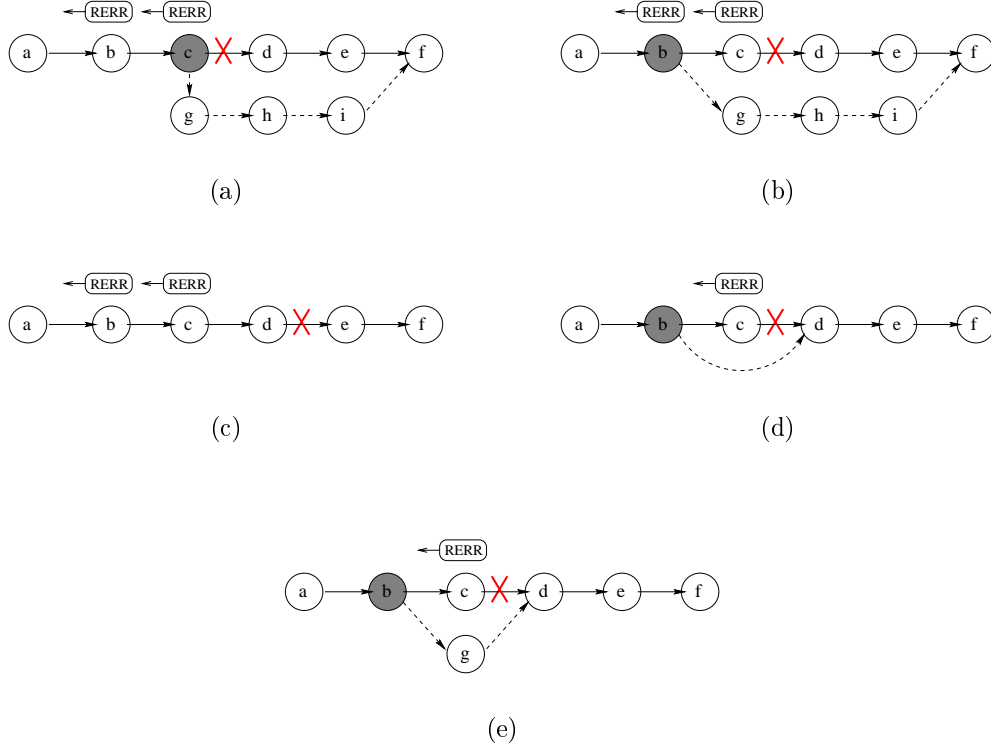 RERR RERR
a b c d e f
g h i
(a)
RERR RERR
a b c d e f
g h i
(b)
RERR RERR
a b c d e f
(c)
RERR
a b c d e f
(d)
RERR
a b c d e f
g
(e)